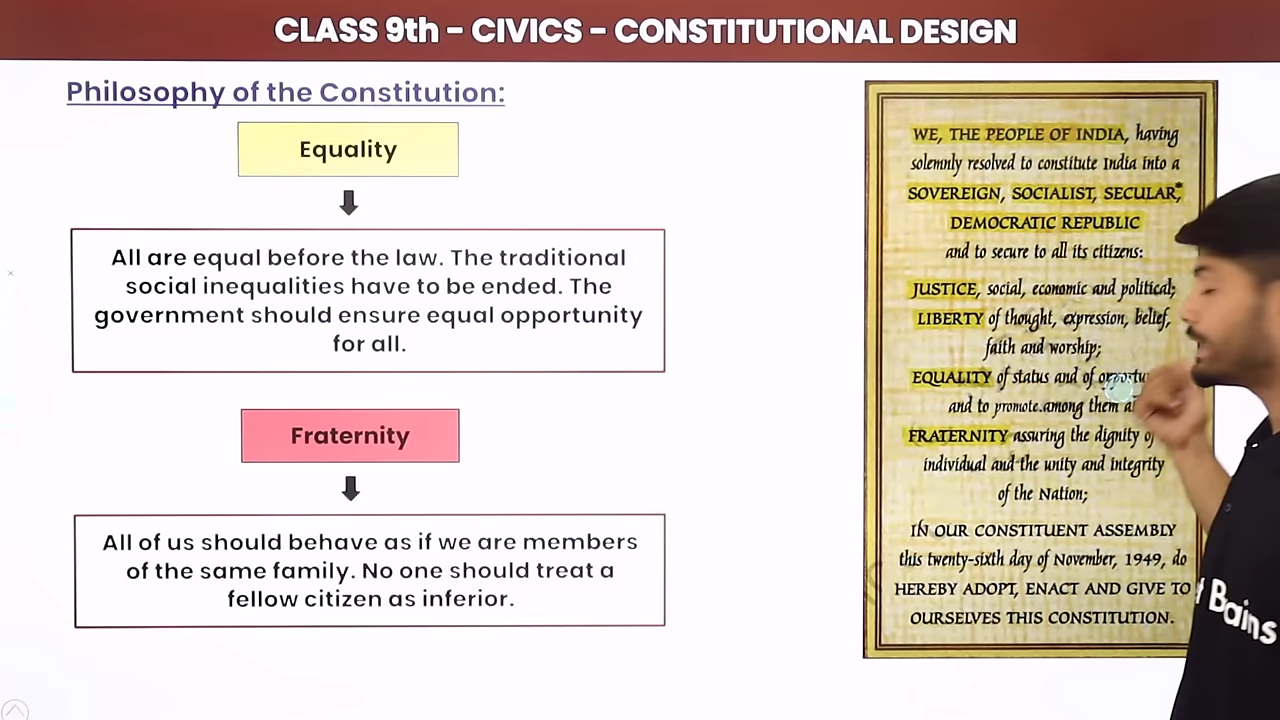 CLASS 9th - CIVICS - CONSTITUTIONAL DESIGN
Philosophy of the Constitution:
Equality
All are equal before the law. The traditional
social inequalities have to be ended. The
government should ensure equal opportunity
for all.
Fraternity
All of us should behave as if we are members
of the same family. No one should treat a
fellow citizen as inferior.
WE, THE PEOPLE OF INDIA, having
solemnly resolved to constitute India into a
SOVEREIGN, SOCIALIST, SECULAR,*
DEMOCRATIC REPUBLIC
and to secure to all its citizens:
JUSTICE, social, economic and political;
LIBERTY of thought, expression, belief,
faith and worship;
EQUALITY of status and of
and to promote among them
FRATERNITY assuring the dignity
individual and the unity and integrity
of the Nation;
IN OUR CONSTITUENT ASSEMBLY
this twenty-sixth day of November, 1949, do
HEREBY ADOPT, ENACT AND GIVE TO
OURSELVES THIS CONSTITUTION.
Bains